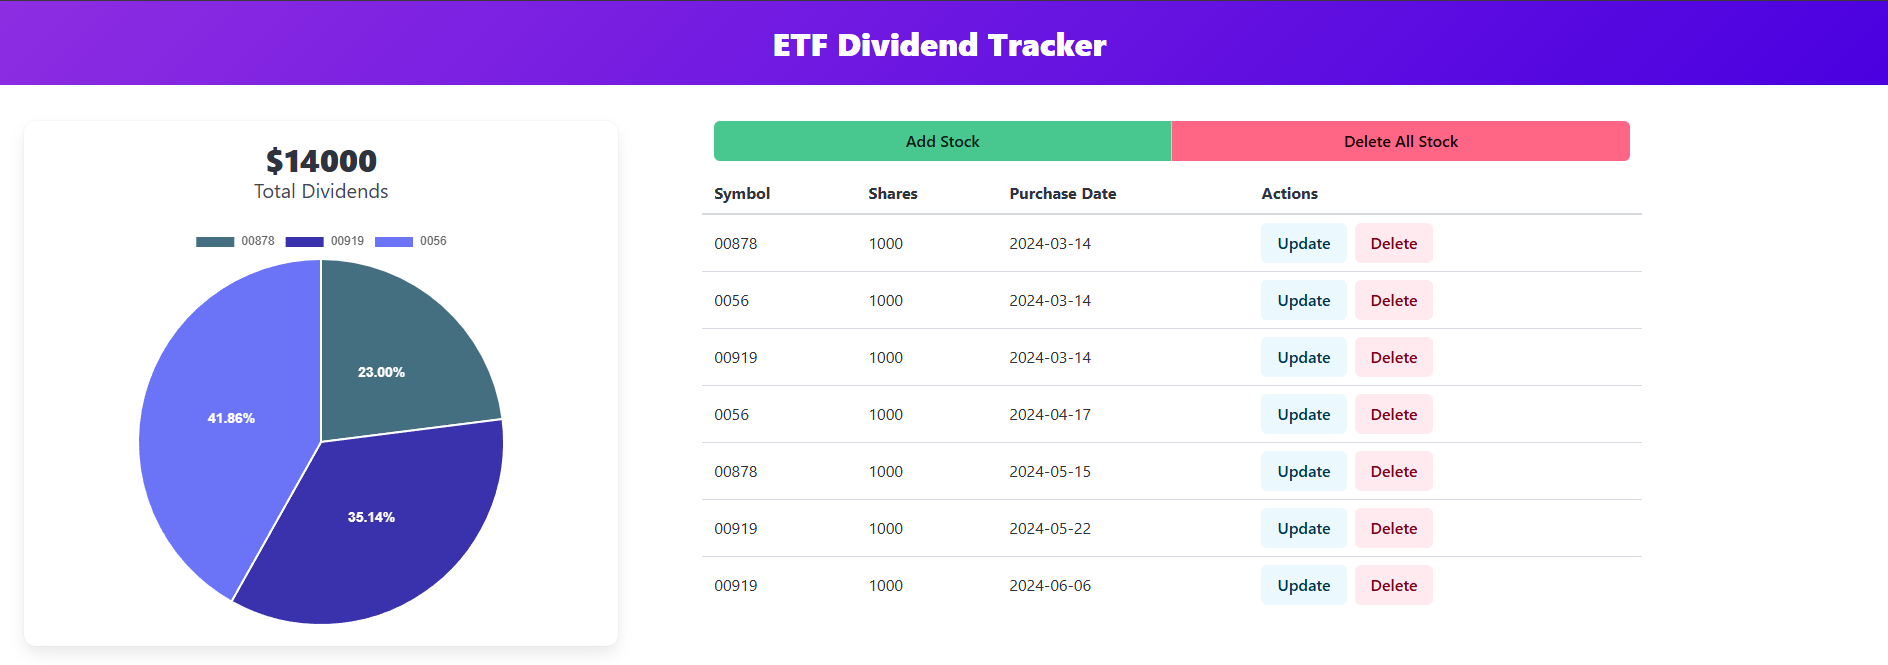 ETF Dividend Tracker
$14000
Total Dividends
00878 00919 0056
23.00%
41.86%
35.14%
Add Stock Delete All Stock
Symbol Shares Purchase Date Actions
00878 1000 2024-03-14 Update Delete
0056 1000 2024-03-14 Update Delete
00919 1000 2024-03-14 Update Delete
0056 1000 2024-04-17 Update Delete
00878 1000 2024-05-15 Update Delete
00919 1000 2024-05-22 Update Delete
00919 1000 2024-06-06 Update Delete